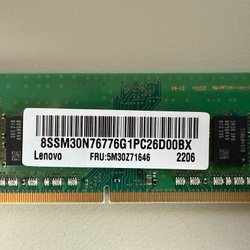 8SSM30N76776G1PC26D00BX
Lenovo FRU:5M30Z71646 2206